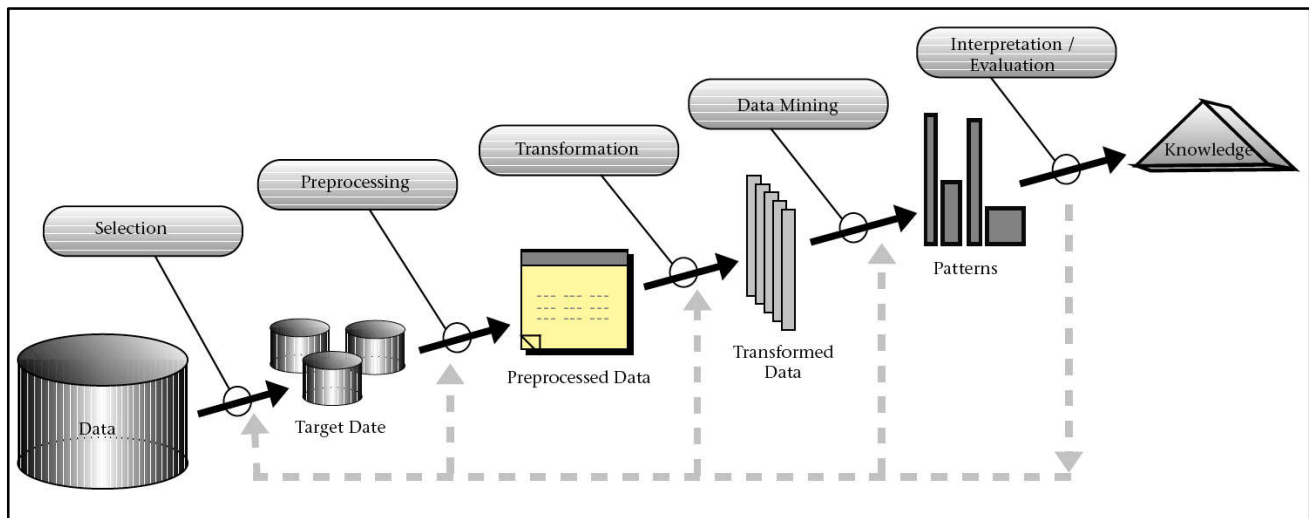 Interpretation /
Evaluation
Data Mining
Transformation
Preprocessing
Selection
Knowledge
Patterns
Transformed
Data
Preprocessed Data
Target Date
Data